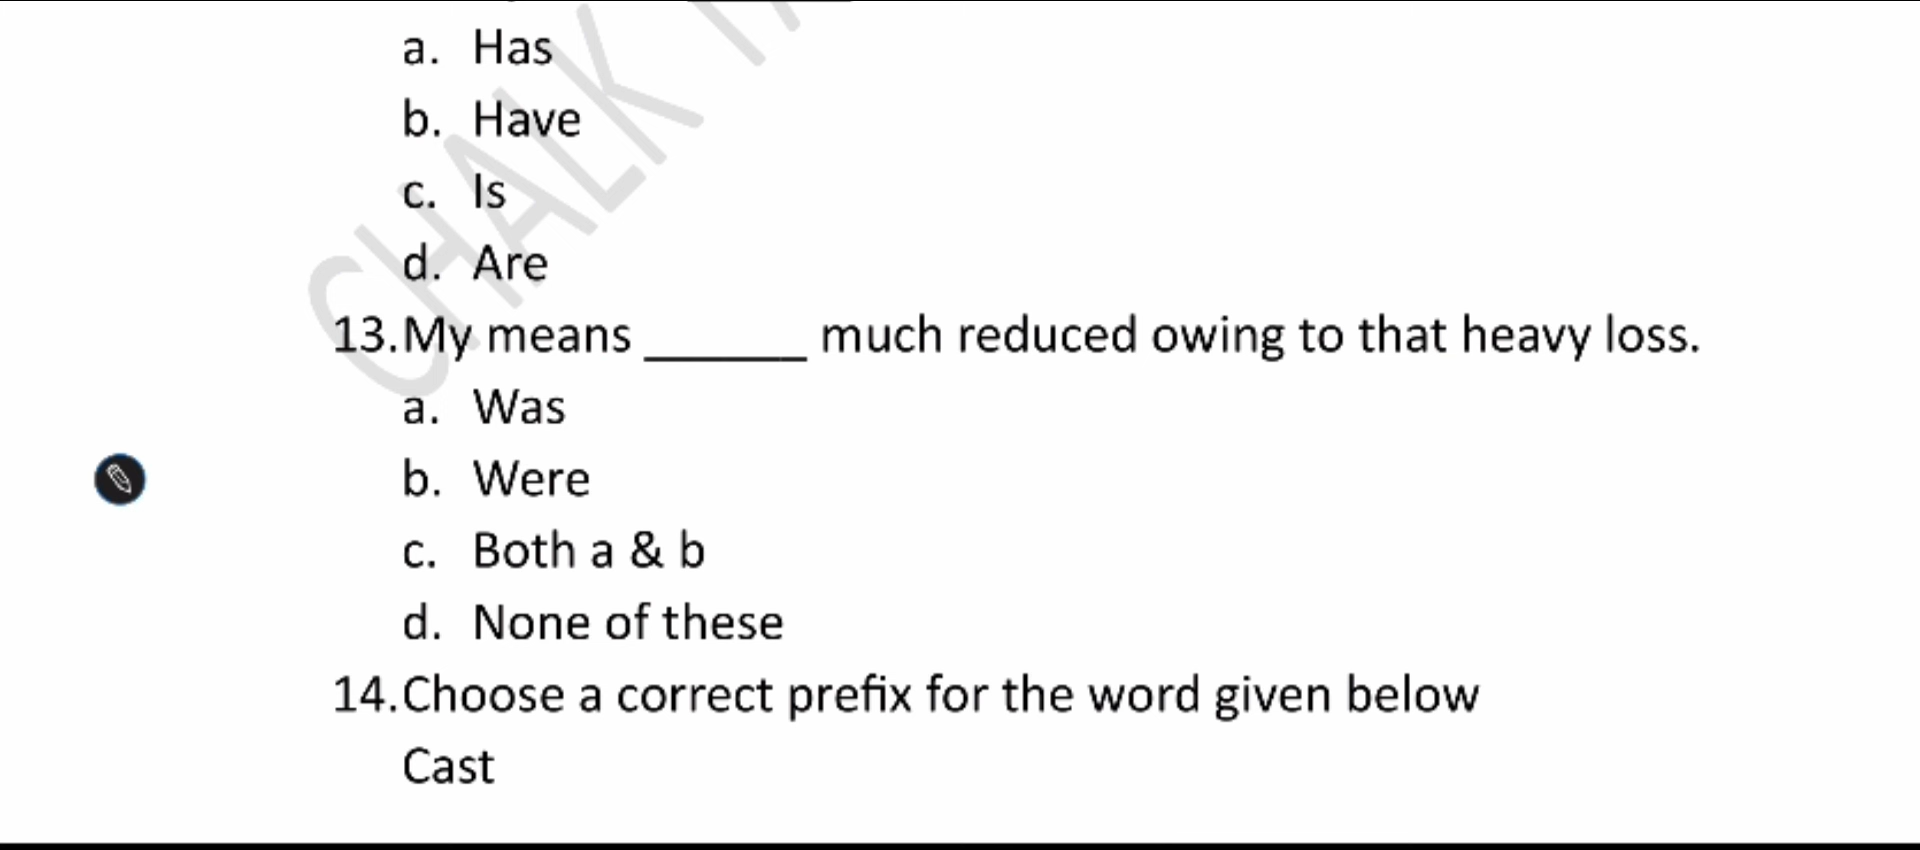 a. Has
b. Have
c. Is
d. Are
13.My means ______ much reduced owing to that heavy loss.
a. Was
b. Were
c. Both a & b
d. None of these
14.Choose a correct prefix for the word given below
Cast
CHALK